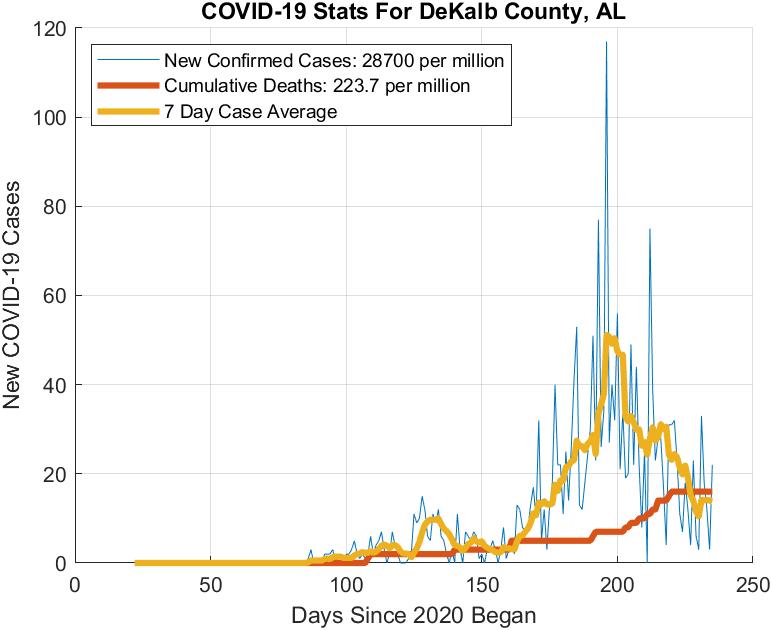 COVID-19 Stats For DeKalb County, AL
120
New Confirmed Cases: 28700 per million
Cumulative Deaths: 223.7 per million
7 Day Case Average
100
80
60
40
20
0
New COVID-19 Cases
0 50 100 150 200 250
Days Since 2020 Began